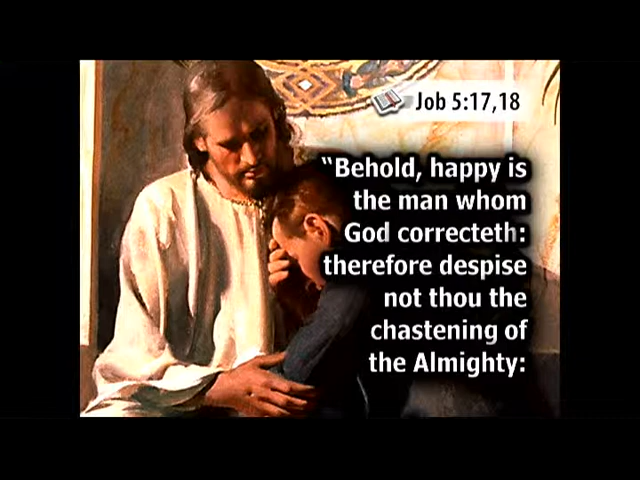 Job 5:17,18
“Behold, happy is
the man whom
God correcteth:
therefore despise
not thou the
chastening of
the Almighty: